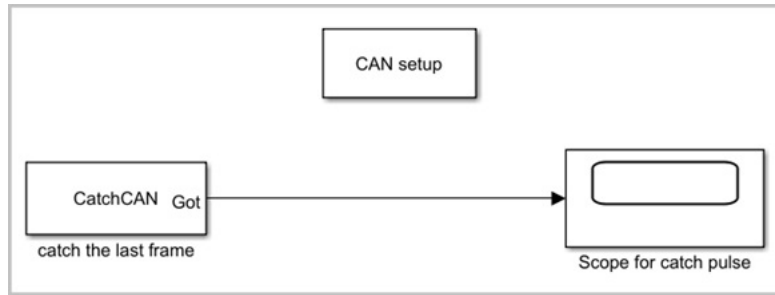 CAN setup
CatchCAN
Got
catch the last frame
Scope for catch pulse